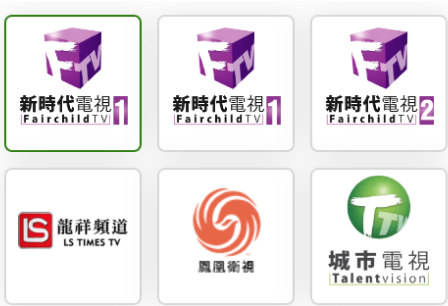 FTV
新時代電視1
FairchildTV
FTV
新時代電視1
FairchildTV
FTV
新時代電視2
FairchildTV
LS 龍祥頻道
LS TIMES TV
鳳凰衛視
TTV
城市電視
Talentvision